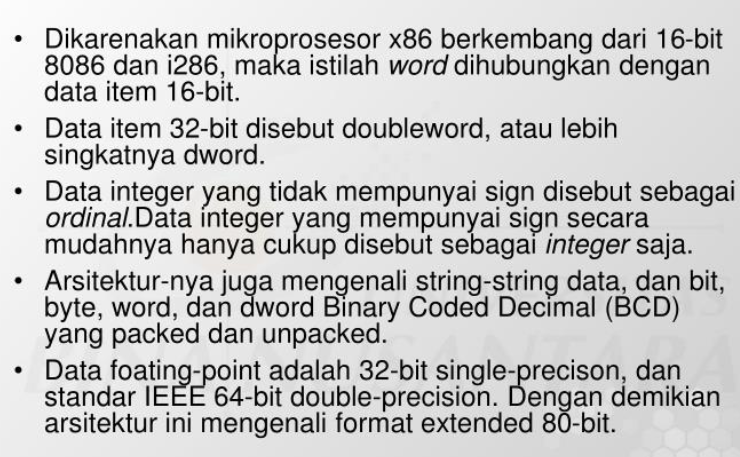 • Dikarenakan mikroprosesor x86 berkembang dari 16-bit
8086 dan i286, maka istilah word dihubungkan dengan
data item 16-bit.
• Data item 32-bit disebut doubleword, atau lebih
singkatnya dword.
• Data integer yang tidak mempunyai sign disebut sebagai
ordinal.Data integer yang mempunyai sign secara
mudahnya hanya cukup disebut sebagai integer saja.
• Arsitektur-nya juga mengenali string-string data, dan bit,
byte, word, dan dword Binary Coded Decimal (BCD)
yang packed dan unpacked.
• Data foating-point adalah 32-bit single-precison, dan
standar IEEE 64-bit double-precision. Dengan demikian
arsitektur ini mengenali format extended 80-bit.